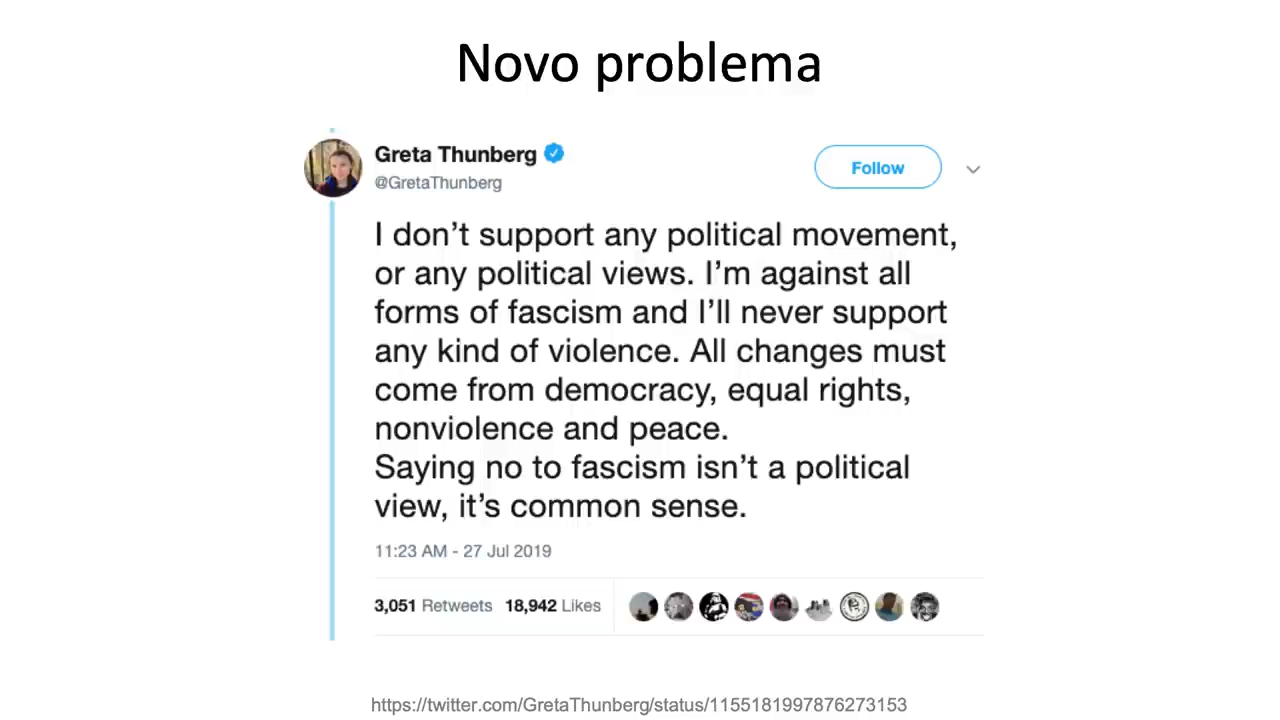 Novo problema
Greta Thunberg
@GretaThunberg
Follow
I don't support any political movement,
or any political views. I'm against all
forms of fascism and I'll never support
any kind of violence. All changes must
come from democracy, equal rights,
nonviolence and peace.
Saying no to fascism isn't a political
view, it's common sense.
11:23 AM - 27 Jul 2019
3,051 Retweets 18,942 Likes
https://twitter.com/GretaThunberg/status/1155181997876273153